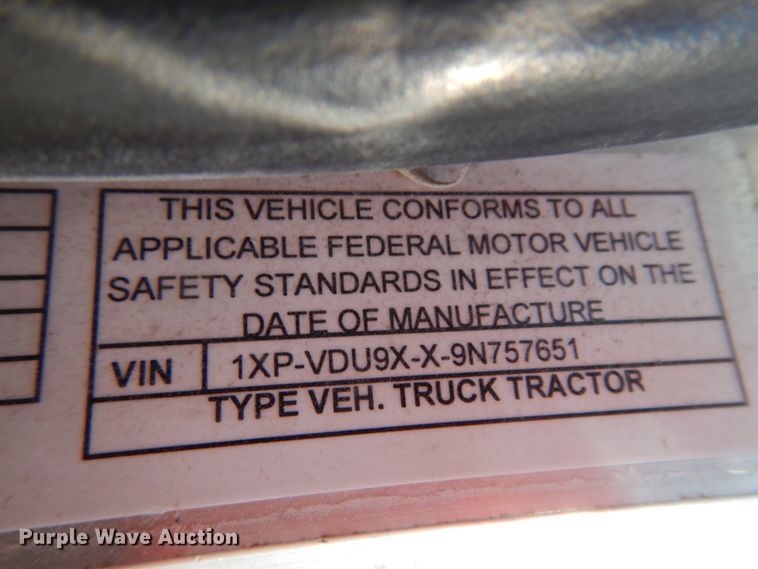 THIS VEHICLE CONFORMS TO ALL
APPLICABLE FEDERAL MOTOR VEHICLE
SAFETY STANDARDS IN EFFECT ON THE
DATE OF MANUFACTURE
VIN 1XP-VDU9X-X-9N757651
TYPE VEH. TRUCK TRACTOR
Purple Wave Auction